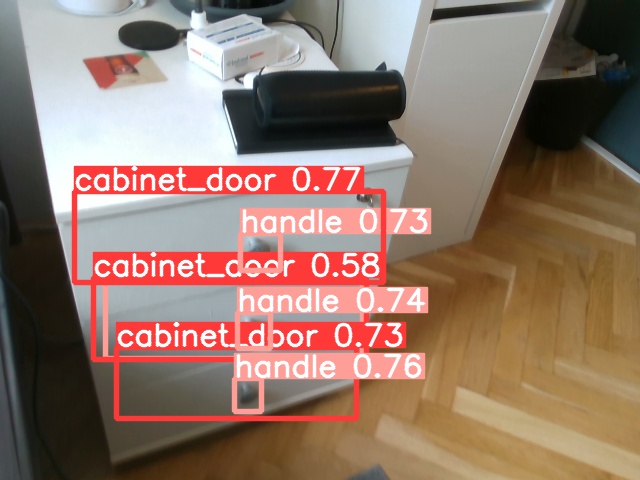 cabinet_door 0.77
handle 0.73
cabinet_door 0.58
handle 0.74
cabinet_door 0.73
handle 0.76